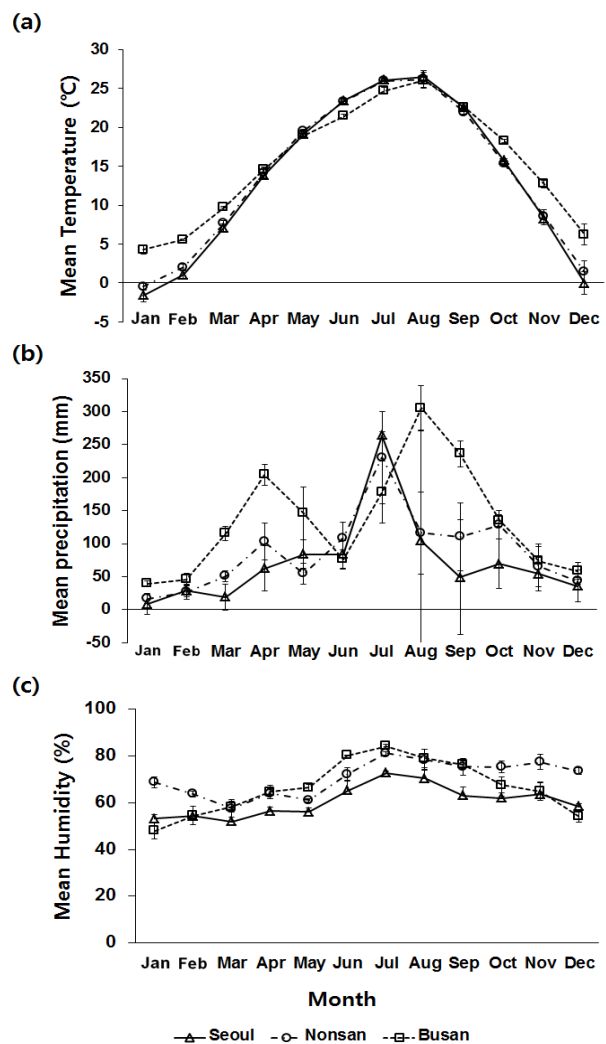 (a)
Mean Temperature (℃)
30
25
20
15
10
5
0
-5
Jan Feb Mar Apr May Jun Jul Aug Sep Oct Nov Dec
(b)
Mean precipitation (mm)
350
300
250
200
150
100
50
0
-50
Jan Feb Mar Apr May Jun Jul Aug Sep Oct Nov Dec
(c)
Mean Humidity (%)
100
80
60
40
20
0
Jan Feb Mar Apr May Jun Jul Aug Sep Oct Nov Dec
Month
Seoul Nonsan Busan